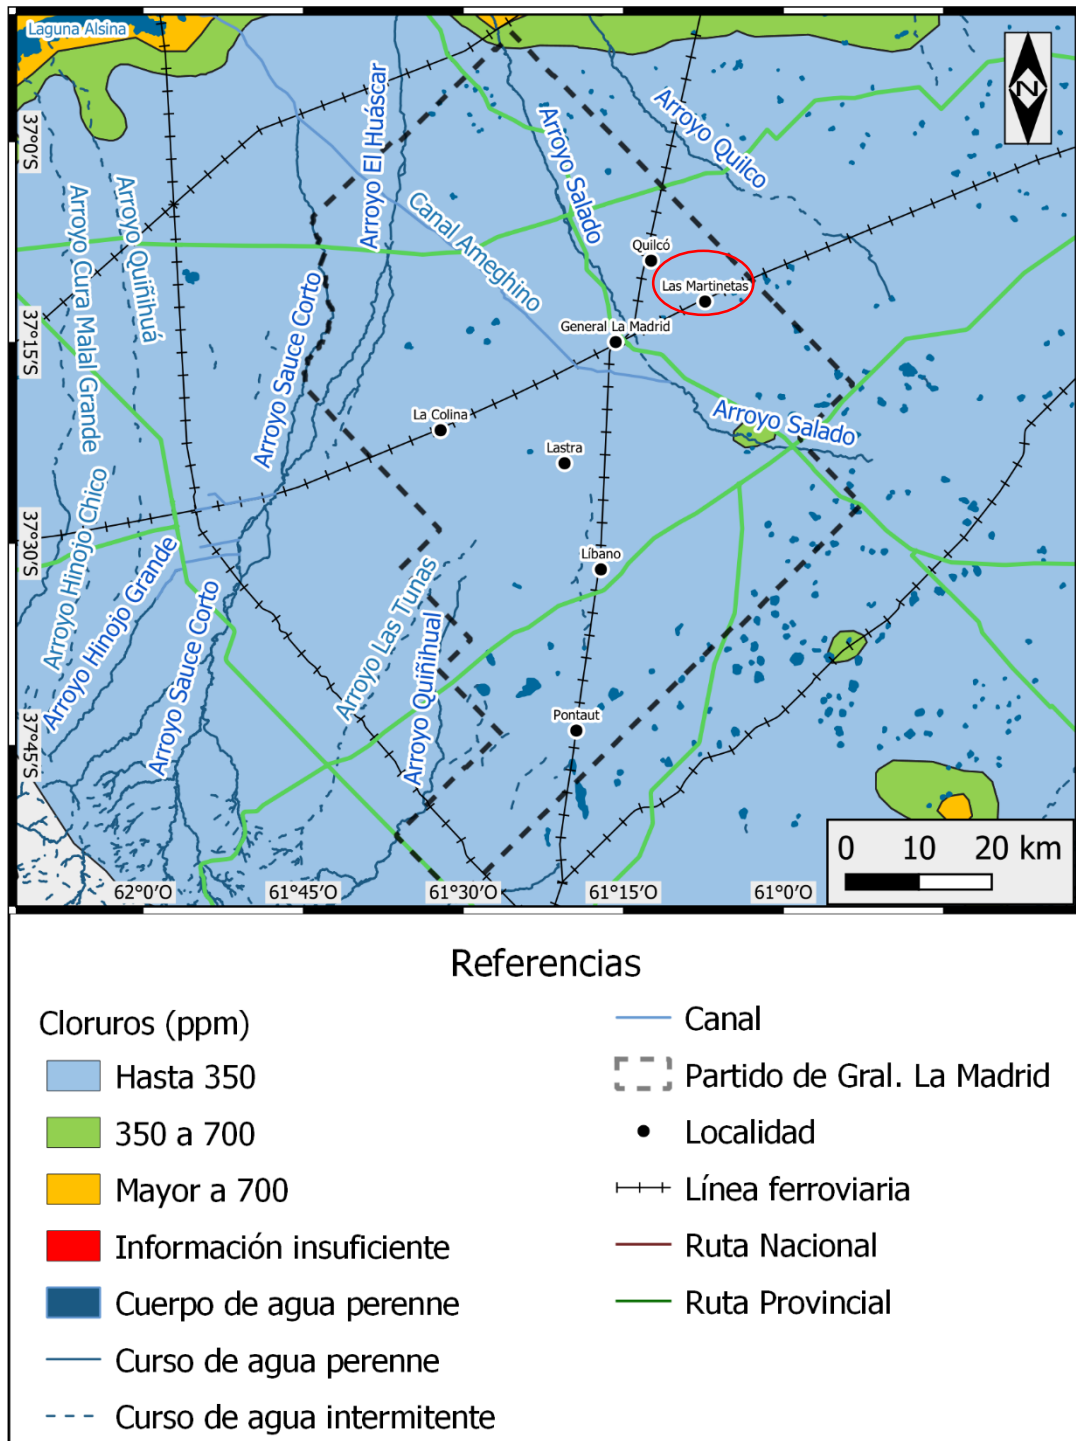 Laguna Alsina
N
37°0'S
37°15'S
37°30'S
37°45'S
Arroyo Cura Malal Grande
Arroyo Quiñihuá
Arroyo El Huáscar
Arroyo Salado
Arroyo Quilco
Canal Ameghino
Quilcó
Las Martinetas
General La Madrid
Arroyo Sauce Corto
La Colina
Arroyo Salado
Lastra
Arroyo Hinojo Chico
Arroyo Hinojo Grande
Arroyo Sauce Corto
Líbano
Arroyo Las Tunas
Arroyo Quiñihual
Pontaut
0 10 20 km
62°0'O 61°45'O 61°30'O 61°15'O 61°0'O
Referencias
Cloruros (ppm)
Hasta 350
350 a 700
Mayor a 700
Información insuficiente
Cuerpo de agua perenne
Curso de agua perenne
Curso de agua intermitente
Canal
Partido de Gral. La Madrid
Localidad
Línea ferroviaria
Ruta Nacional
Ruta Provincial